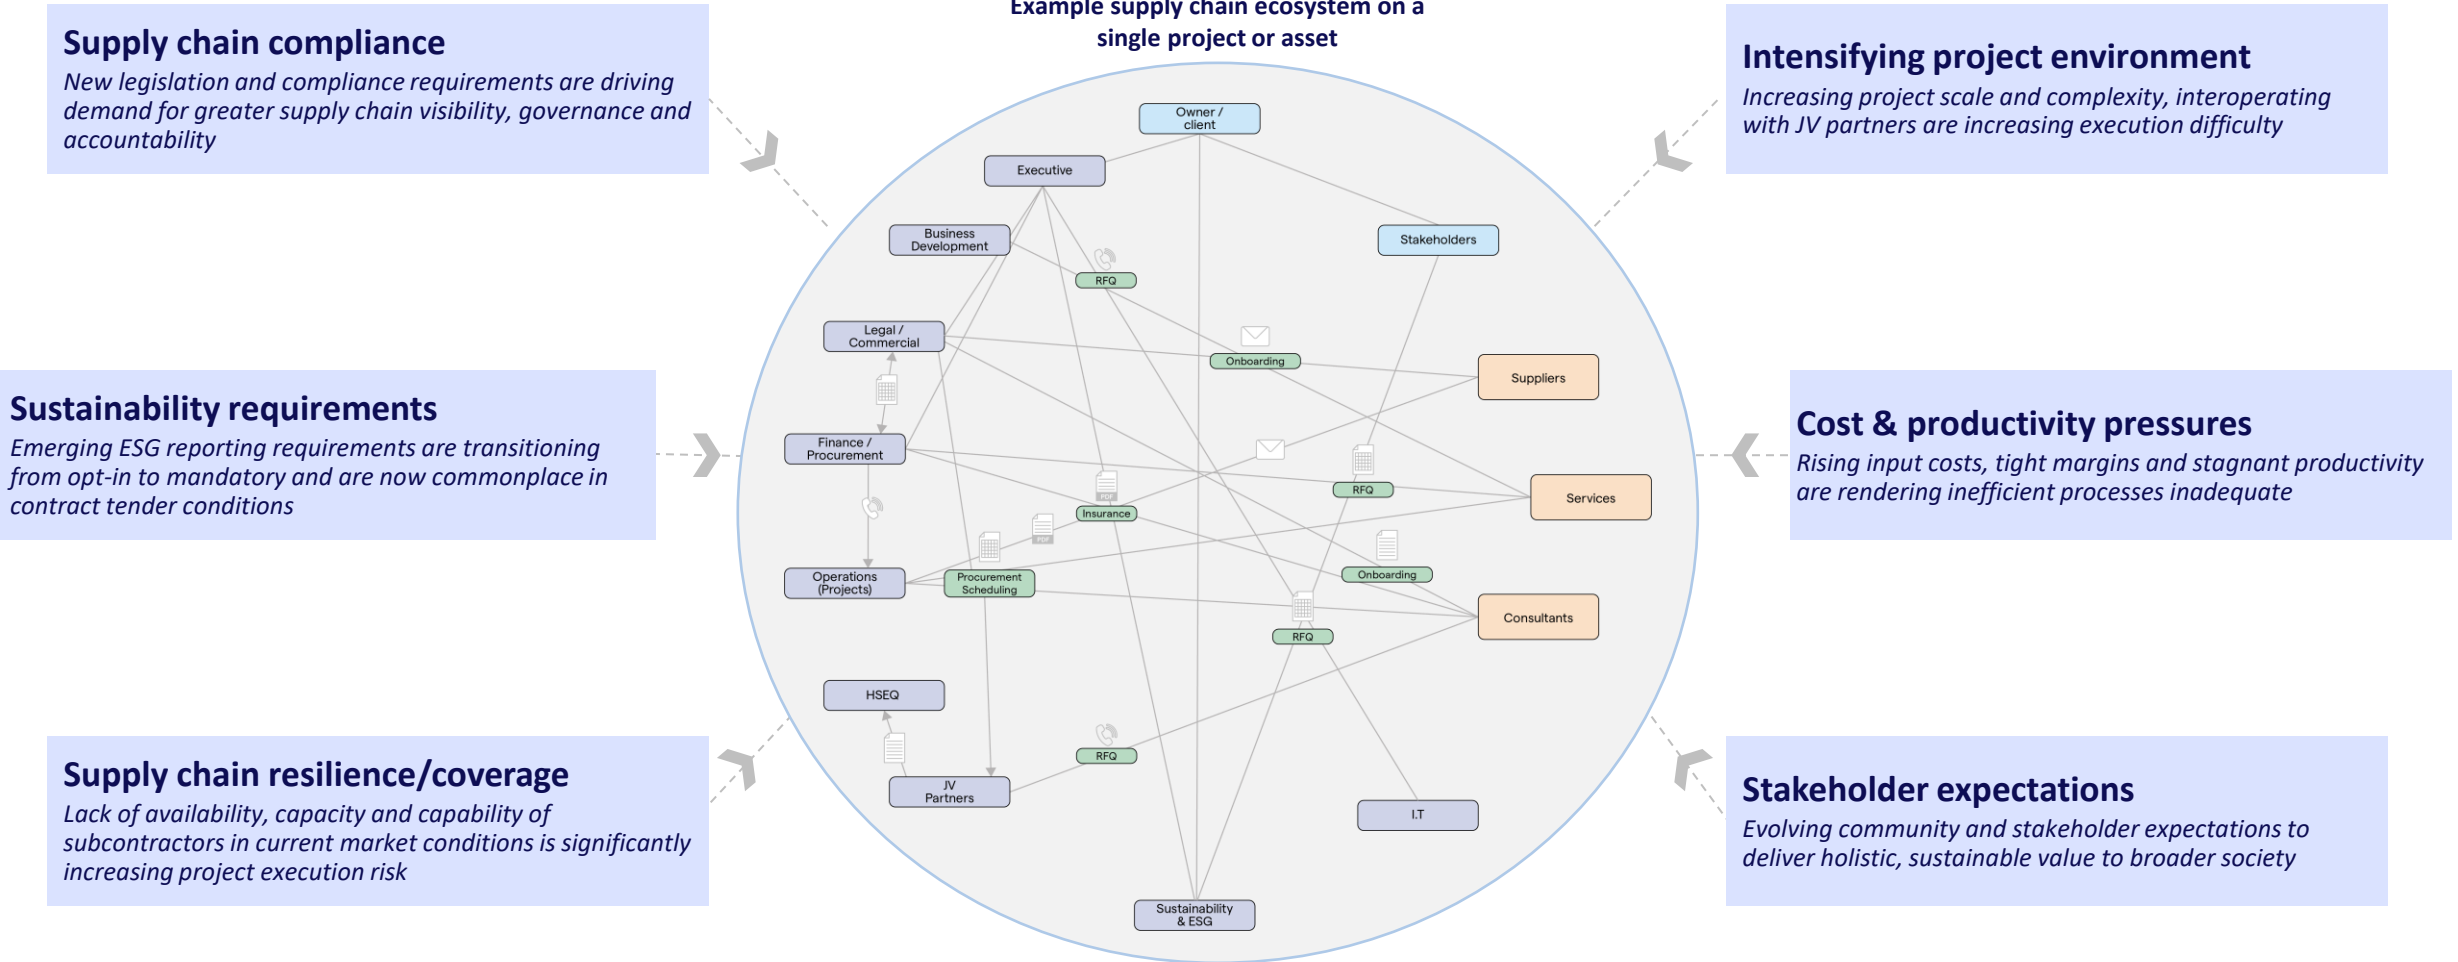 Example supply chain ecosystem on a
single project or asset
Supply chain compliance
New legislation and compliance requirements are driving
demand for greater supply chain visibility, governance and
accountability
Sustainability requirements
Emerging ESG reporting requirements are transitioning
from opt-in to mandatory and are now commonplace in
contract tender conditions
Supply chain resilience/coverage
Lack of availability, capacity and capability of
subcontractors in current market conditions is significantly
increasing project execution risk
Owner /
client
Executive
Business
Development
Stakeholders
RFQ
Legal /
Commercial
Onboarding
Suppliers
Finance /
Procurement
RFQ
Services
PDF
Insurance
PDF
Operations
(Projects)
Procurement
Scheduling
Onboarding
Consultants
RFQ
HSEQ
RFQ
JV
Partners
I.T
Sustainability
& ESG
Intensifying project environment
Increasing project scale and complexity, interoperating
with JV partners are increasing execution difficulty
Cost & productivity pressures
Rising input costs, tight margins and stagnant productivity
are rendering inefficient processes inadequate
Stakeholder expectations
Evolving community and stakeholder expectations to
deliver holistic, sustainable value to broader society